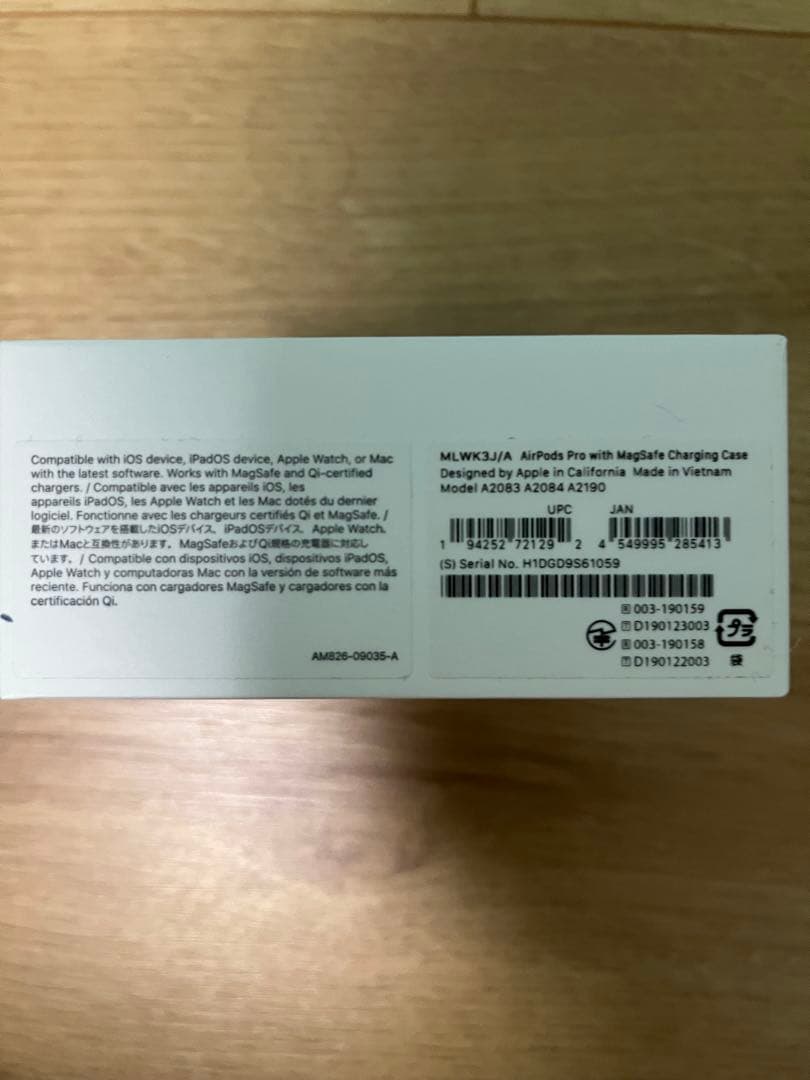 Compatible with iOS device, iPadOS device, Apple Watch, or Mac
with the latest software. Works with MagSafe and Qi-certified
chargers. / Compatible avec les appareils iOS, les
appareils iPadOS, les Apple Watch et les Mac dotés du dernier
logiciel. Fonctionne avec les chargeurs certifiés Qi et MagSafe. /
最新のソフトウェアを搭載したiOSデバイス、iPadOSデバイス、Apple Watch、
またはMacと互換性があります。MagSafeおよびQi規格の充電器に対応し
ています。/ Compatible con dispositivos iOS, dispositivos iPadOS,
Apple Watch y computadoras Mac con la versión de software más
reciente. Funciona con cargadores MagSafe y cargadores con la
certificación Qi.
AM826-09035-A
MLWK3J/A AirPods Pro with MagSafe Charging Case
Designed by Apple in California Made in Vietnam
Model A2083 A2084 A2190
UPC JAN
1 94252 72129 2 4 549995 285413
(S) Serial No. H1DGD9S61059
R 003-190159
T D190123003
R 003-190158
T D190122003
プラ
袋